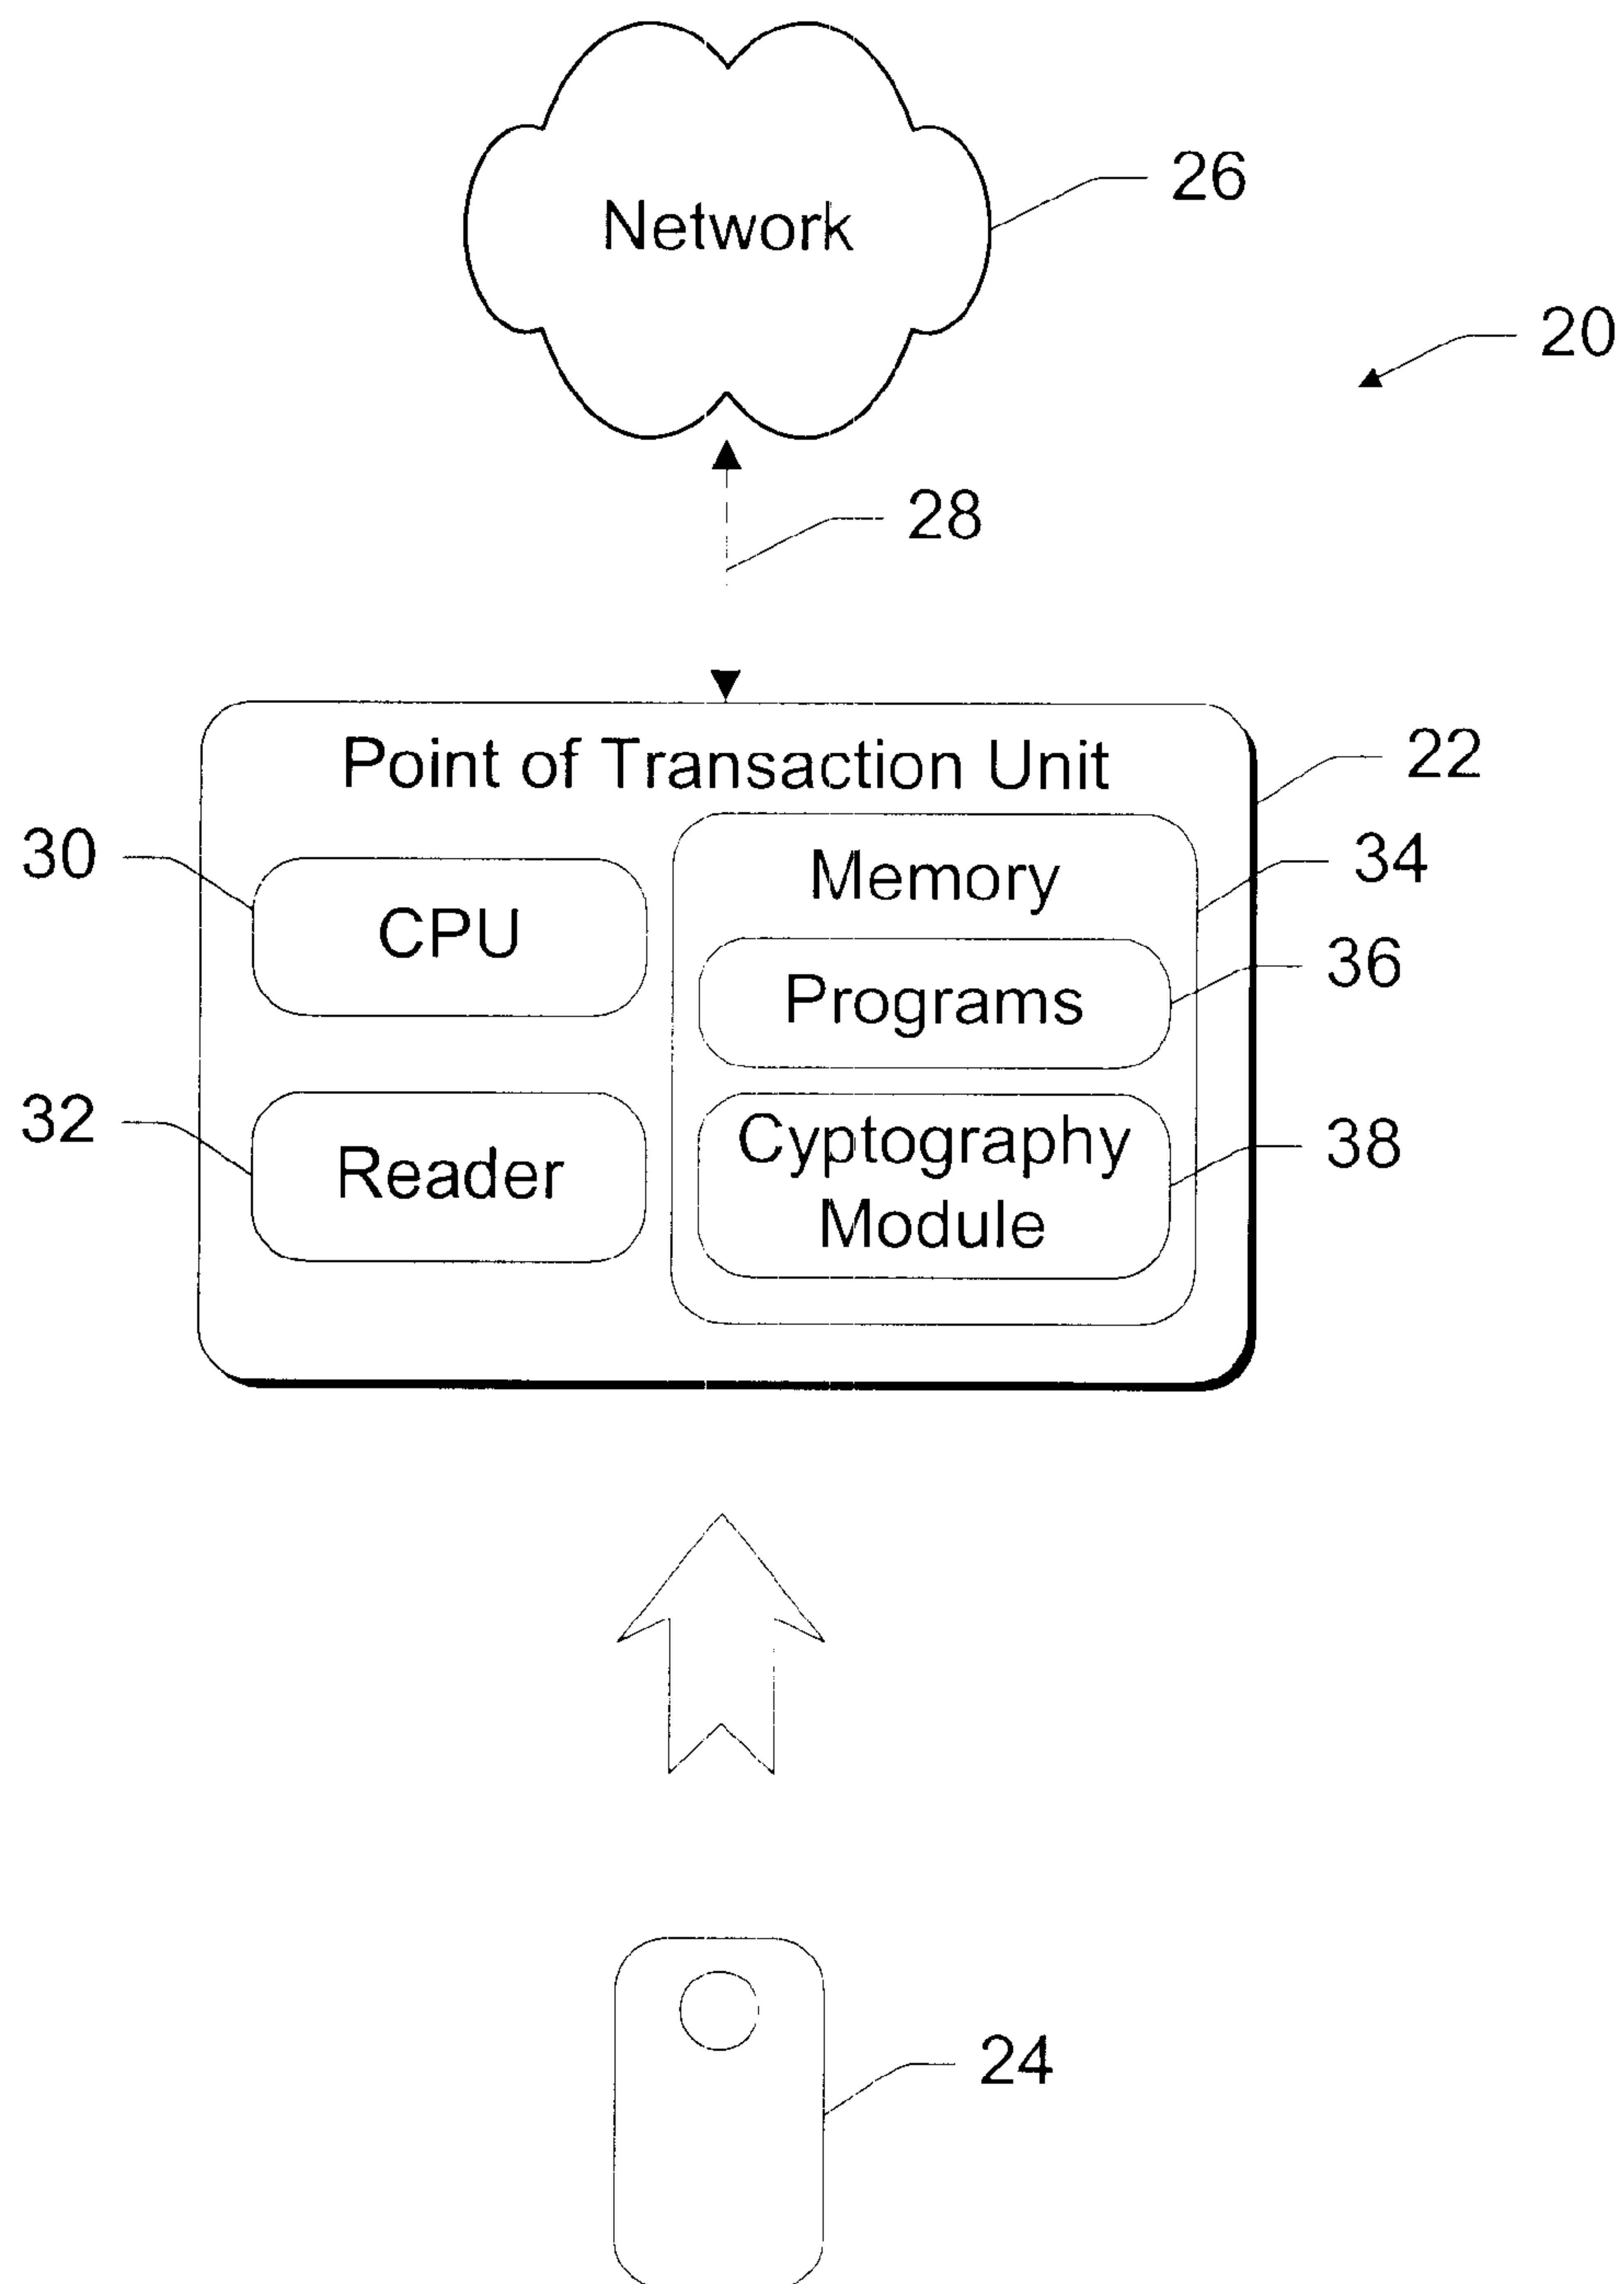 Network
26
20
28
Point of Transaction Unit
22
30
CPU
Memory
34
Programs
36
32
Reader
Cyptography
Module
38
24